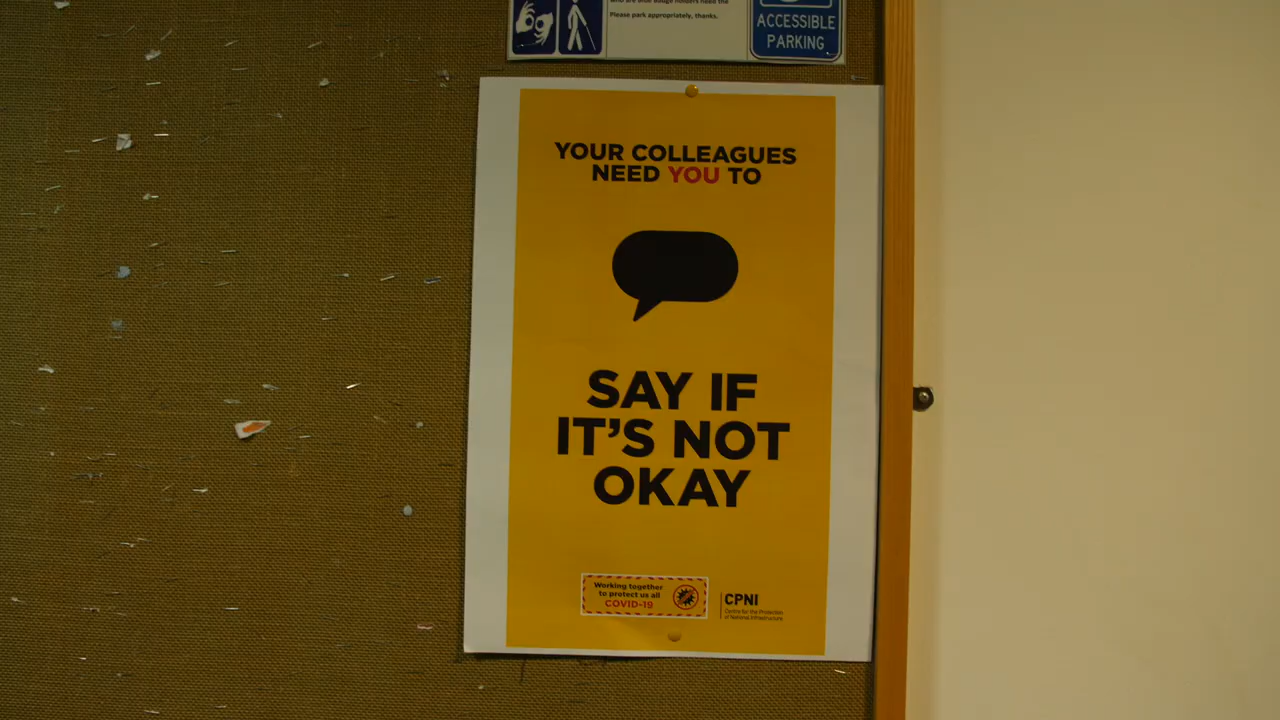 Please park appropriately, thanks.
ACCESSIBLE
PARKING
YOUR COLLEAGUES
NEED YOU TO
SAY IF
IT'S NOT
OKAY
Working together
to protect us all
COVID-19
CPNI
Centre for the Protection
of National Infrastructure